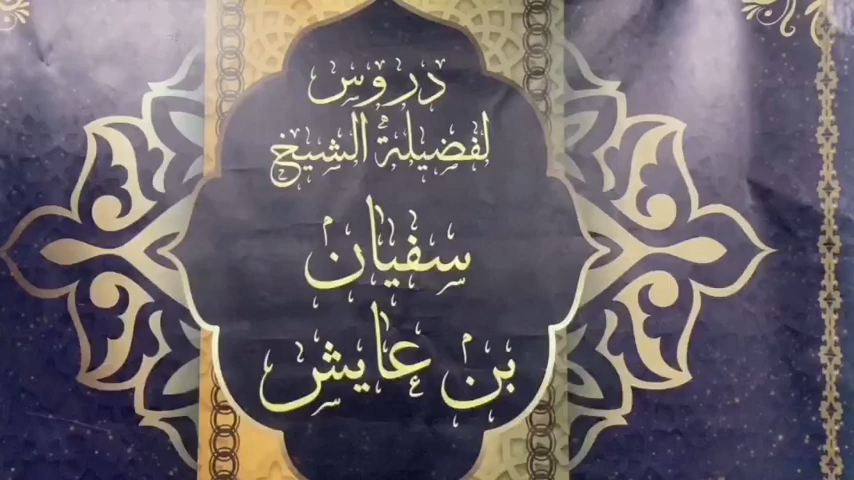 دروس
لفضيلة الشيخ
سفيان
بن عايش